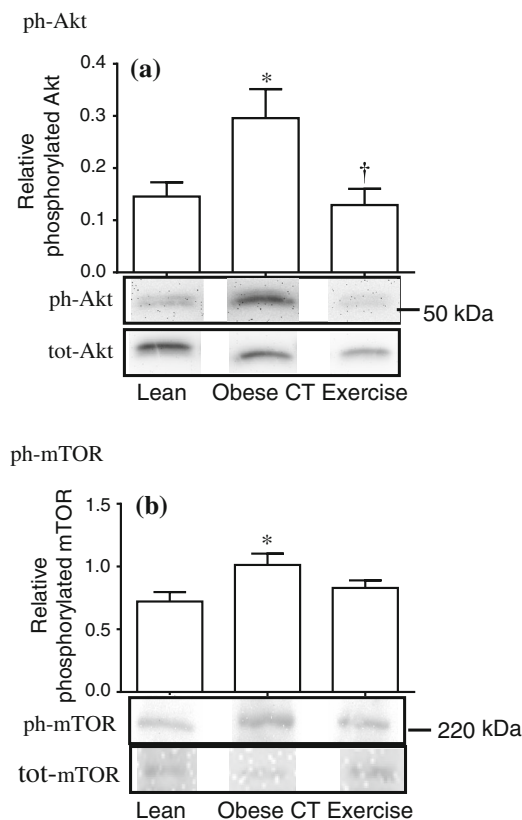 ph-Akt
(a)
Relative
phosphorylated Akt
0.4
0.3
0.2
0.1
0.0
*
†
ph-Akt
50 kDa
tot-Akt
Lean Obese CT Exercise
ph-mTOR
(b)
Relative
phosphorylated mTOR
1.5
1.0
0.5
0.0
*
ph-mTOR
220 kDa
tot-mTOR
Lean Obese CT Exercise